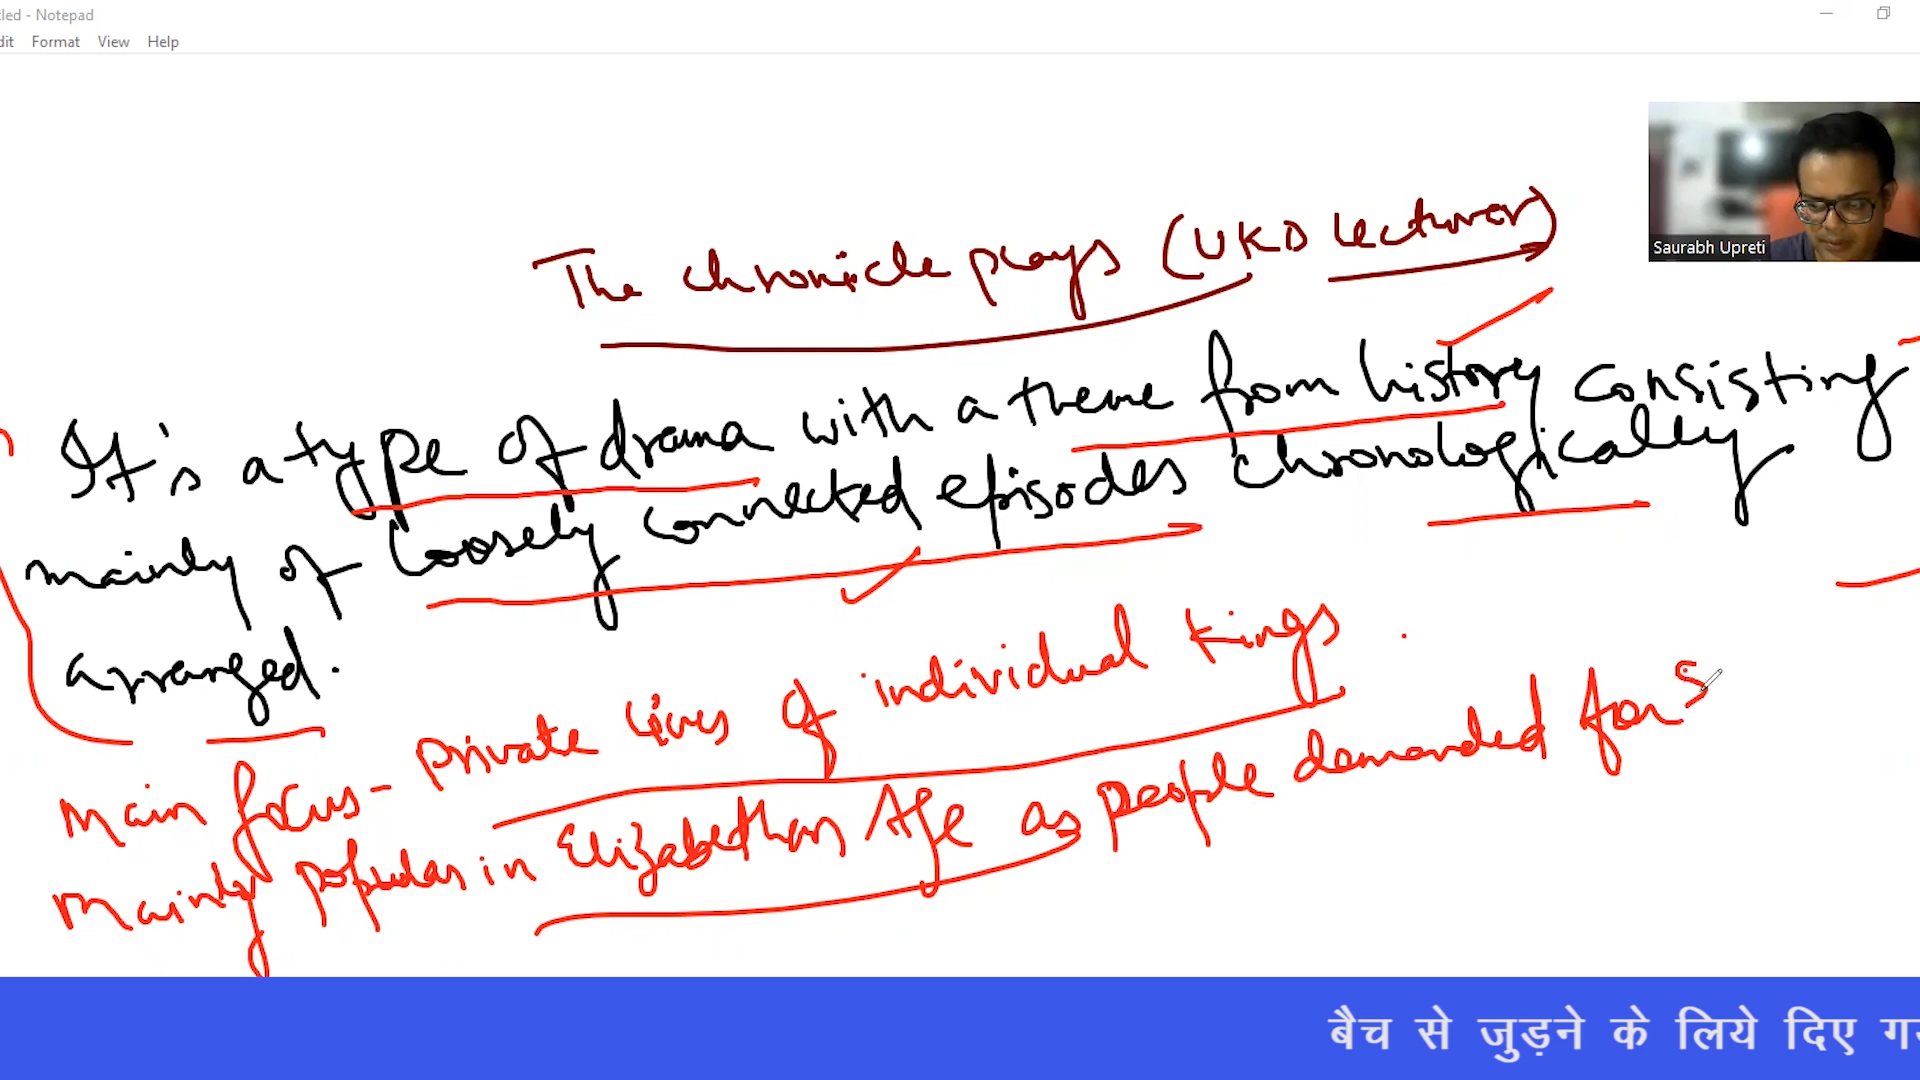 led - Notepad
dit Format View Help
Saurabh Upreti
The chronicle plays (UKD Lecturer)
It's a type of drama with a theme from history consisting
mainly of loosely connected episodes chronologically
arranged.
Main focus - private lives of individual kings
Mainly popular in Elizabethan Age as people demanded for s
बैच से जुड़ने के लिये दिए